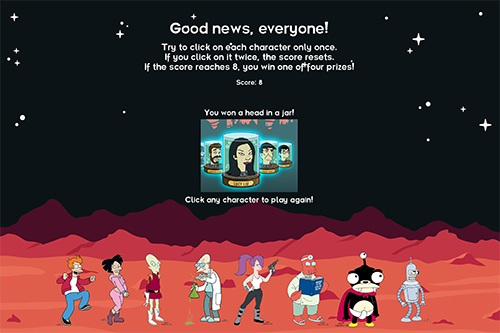 Good news, everyone!
Try to click on each character only once.
If you click on it twice, the score resets.
If the score reaches 8, you win one of four prizes!
Score: 8
You won a head in a jar!
LUCY LIU
Click any character to play again!